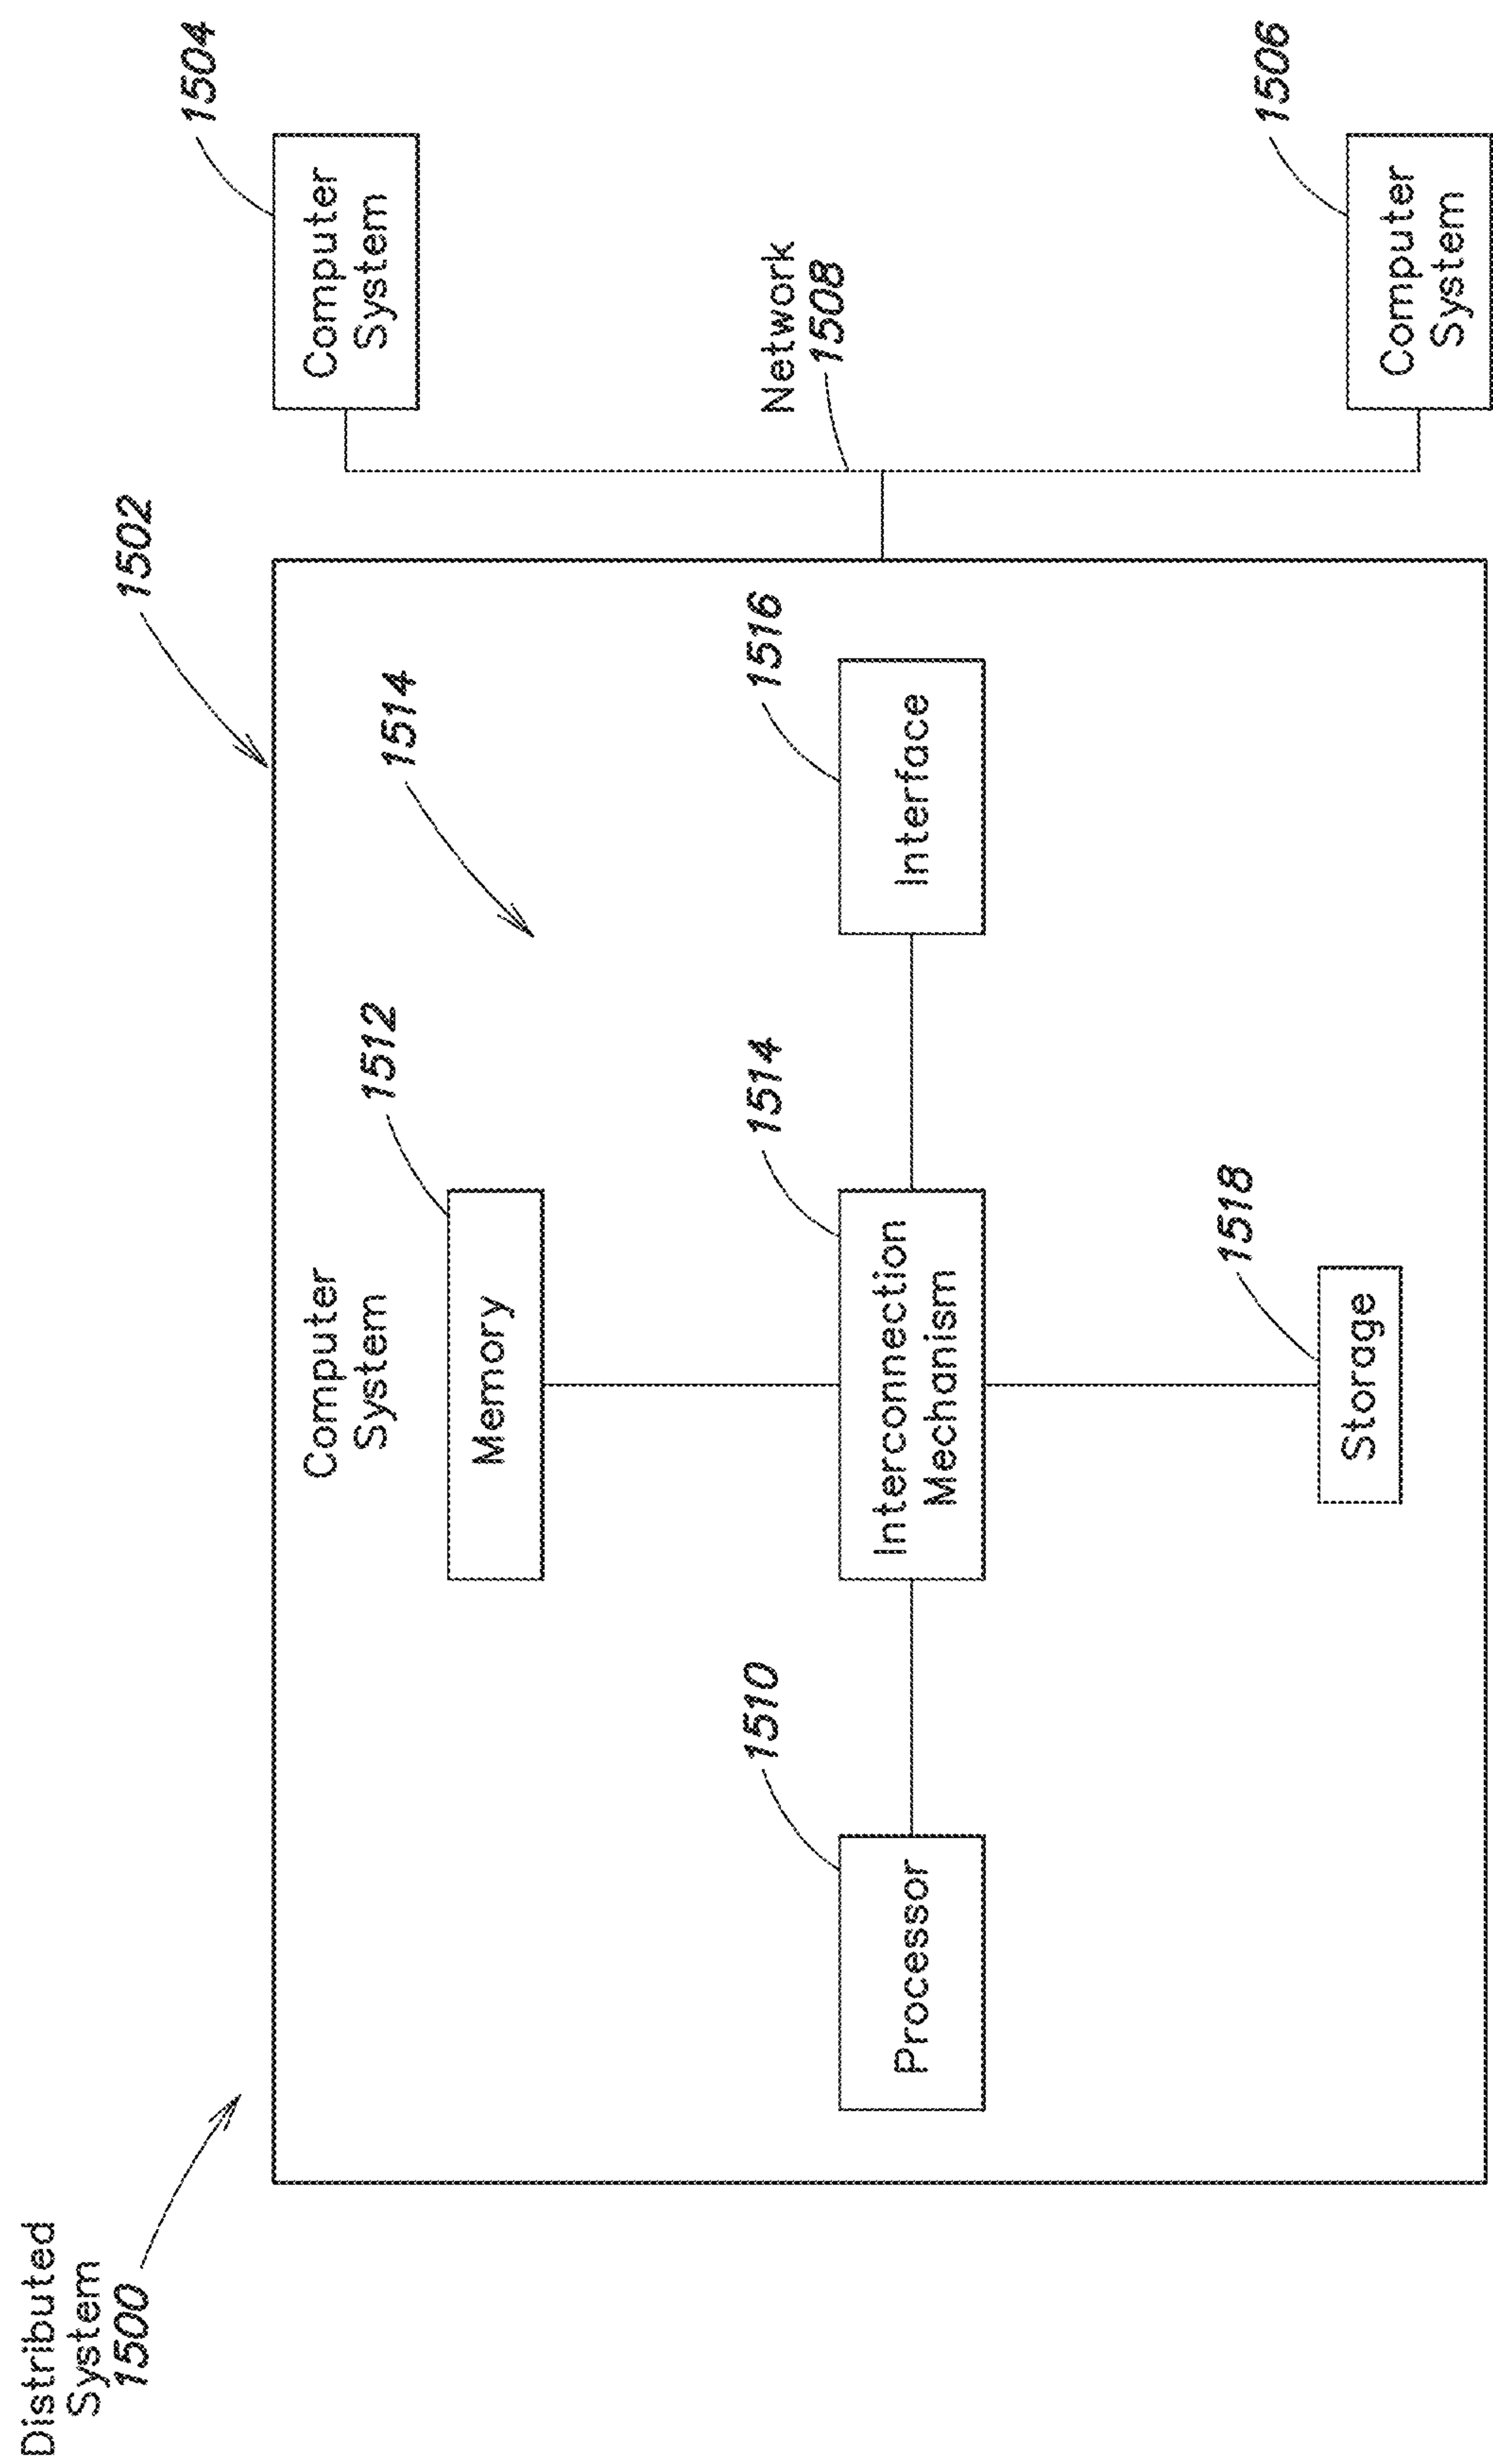 Distributed
System
1500
1502
Computer
System
1504
Computer
System
1512
Memory
1514
Network
1508
1510
Processor
1514
Interconnection
Mechanism
1516
Interface
1518
Storage
1506
Computer
System